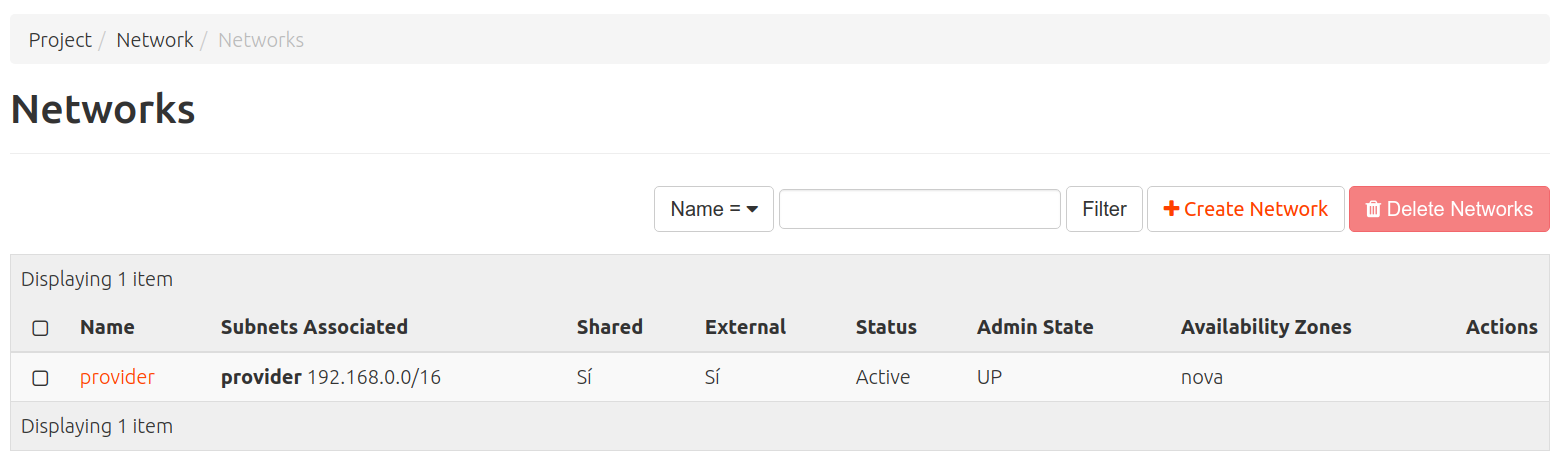 Project / Network / Networks
Networks
Name = Filter Create Network Delete Networks
Displaying 1 item
Name Subnets Associated Shared External Status Admin State Availability Zones Actions
provider provider 192.168.0.0/16 Sí Sí Active UP nova
Displaying 1 item